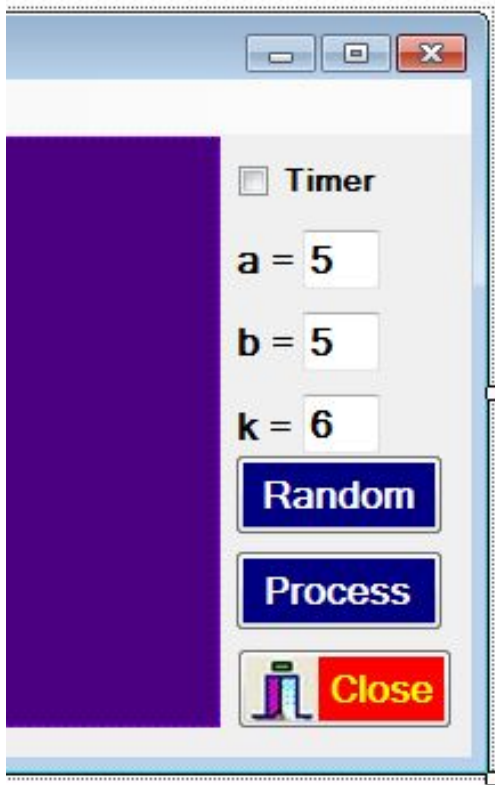 Timer
a = 5
b = 5
k = 6
Random
Process
Close